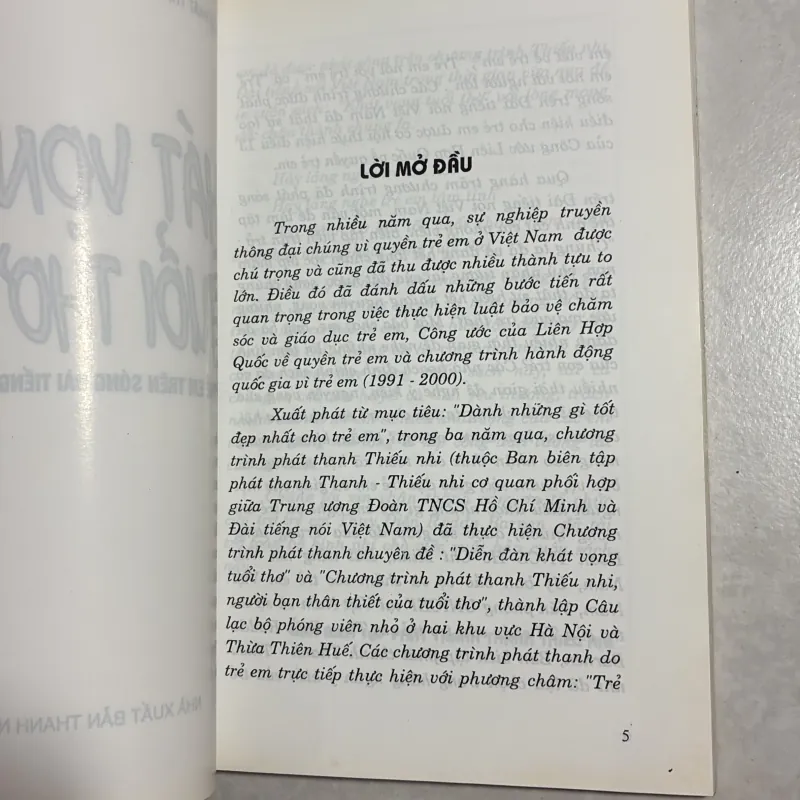 LỜI MỞ ĐẦU
Trong nhiều năm qua, sự nghiệp truyền
thông đại chúng vì quyền trẻ em ở Việt Nam được
chú trọng và cũng đã thu được nhiều thành tựu to
lớn. Điều đó đã đánh dấu những bước tiến rất
quan trọng trong việc thực hiện luật bảo vệ chăm
sóc và giáo dục trẻ em, Công ước của Liên Hợp
Quốc về quyền trẻ em và chương trình hành động
quốc gia vì trẻ em (1991 - 2000).
Xuất phát từ mục tiêu: "Dành những gì tốt
đẹp nhất cho trẻ em", trong ba năm qua, chương
trình phát thanh Thiếu nhi (thuộc Ban biên tập
phát thanh Thanh - Thiếu nhi cơ quan phối hợp
giữa Trung ương Đoàn TNCS Hồ Chí Minh và
Đài tiếng nói Việt Nam) đã thực hiện Chương
trình phát thanh chuyên đề : "Diễn đàn khát vọng
tuổi thơ" và "Chương trình phát thanh Thiếu nhi,
người bạn thân thiết của tuổi thơ", thành lập Câu
lạc bộ phóng viên nhỏ ở hai khu vực Hà Nội và
Thừa Thiên Huế. Các chương trình phát thanh do
trẻ em trực tiếp thực hiện với phương châm: "Trẻ
5